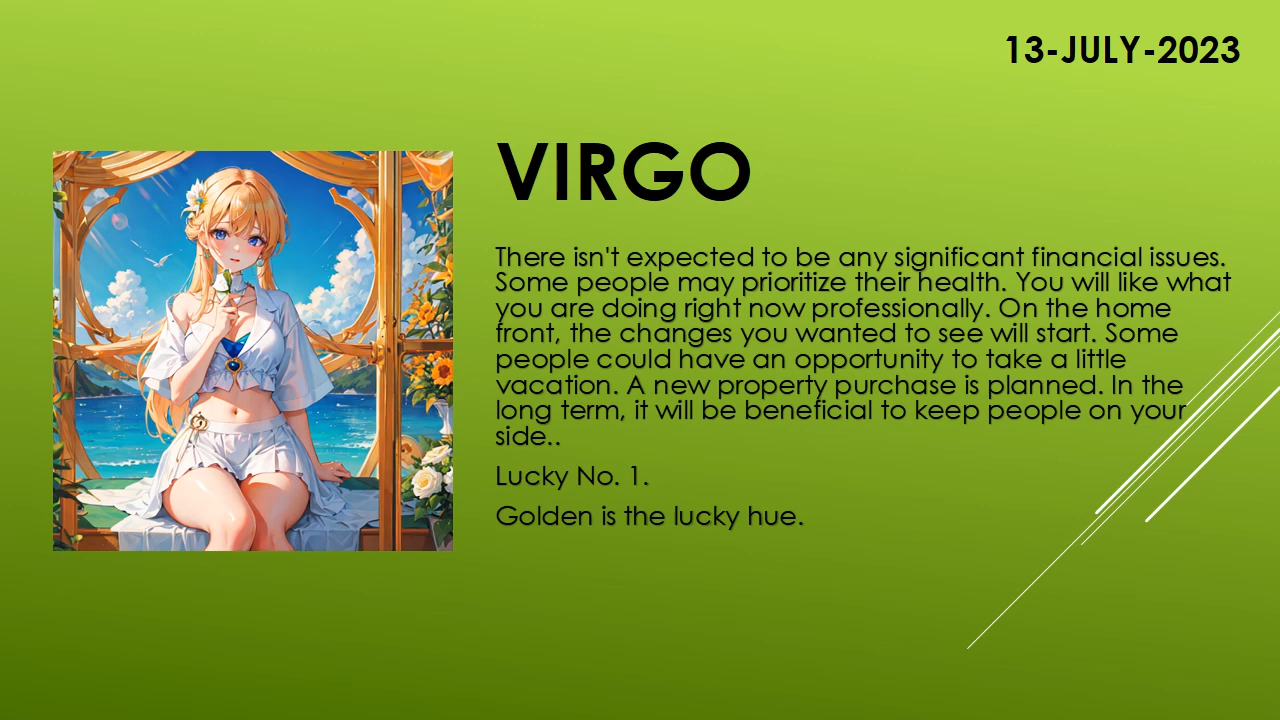 13-JULY-2023
VIRGO
There isn't expected to be any significant financial issues.
Some people may prioritize their health. You will like what
you are doing right now professionally. On the home
front, the changes you wanted to see will start. Some
people could have an opportunity to take a little
vacation. A new property purchase is planned. In the
long term, it will be beneficial to keep people on your
side..
Lucky No. 1.
Golden is the lucky hue.